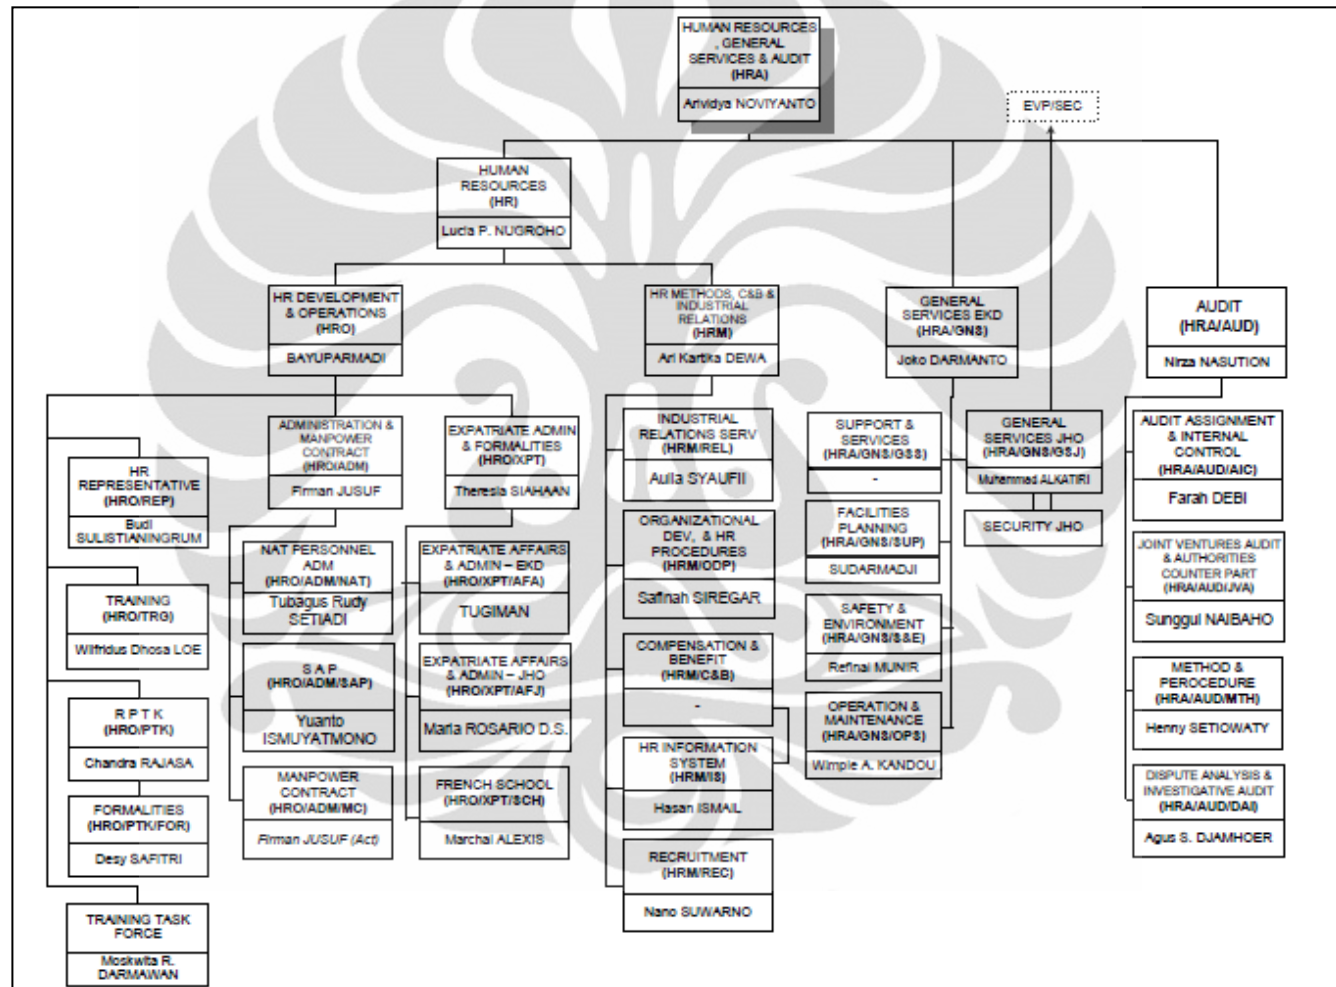 HUMAN RESOURCES
, GENERAL
SERVICES & AUDIT
(HRA)
Arividya NOVIYANTO
EVP/SEC
HUMAN
RESOURCES
(HR)
Lucia P. NUGROHO
HR DEVELOPMENT
& OPERATIONS
(HRO)
BAYUPARMADI
HR METHODS, C&B &
INDUSTRIAL
RELATIONS
(HRM)
Ari Kartika DEWA
GENERAL
SERVICES EKD
(HRA/GNS)
Joko DARMANTO
AUDIT
(HRA/AUD)
Nirza NASUTION
HR
REPRESENTATIVE
(HRO/REP)
Budi
SULISTIANINGRUM
TRAINING
(HRO/TRG)
Wilfridus Dhosa LOE
R P T K
(HRO/PTK)
Chandra RAJASA
FORMALITIES
(HRO/PTK/FOR)
Desy SAFITRI
TRAINING TASK
FORCE
Moskwita R.
DARMAWAN
ADMINISTRATION &
MANPOWER
CONTRACT
(HRO/ADM)
Firman JUSUF
NAT PERSONNEL
ADM
(HRO/ADM/NAT)
Tubagus Rudy
SETIADI
S A P
(HRO/ADM/SAP)
Yuanto
ISMUYATMONO
MANPOWER
CONTRACT
(HRO/ADM/MC)
Firman JUSUF (Act)
EXPATRIATE ADMIN
& FORMALITIES
(HRO/XPT)
Theresia SIAHAAN
EXPATRIATE AFFAIRS
& ADMIN – EKD
(HRO/XPT/AFA)
TUGIMAN
EXPATRIATE AFFAIRS
& ADMIN – JHO
(HRO/XPT/AFJ)
Maria ROSARIO D.S.
FRENCH SCHOOL
(HRO/XPT/SCH)
Marchal ALEXIS
INDUSTRIAL
RELATIONS SERV
(HRM/REL)
Aulia SYAUFII
ORGANIZATIONAL
DEV, & HR
PROCEDURES
(HRM/ODP)
Safinah SIREGAR
COMPENSATION &
BENEFIT
(HRM/C&B)
-
HR INFORMATION
SYSTEM
(HRM/IS)
Hasan ISMAIL
RECRUITMENT
(HRM/REC)
Nano SUWARNO
SUPPORT &
SERVICES
(HRA/GNS/GSS)
-
FACILITIES
PLANNING
(HRA/GNS/SUP)
SUDARMADJI
SAFETY &
ENVIRONMENT
(HRA/GNS/S&E)
Refinal MUNIR
OPERATION &
MAINTENANCE
(HRA/GNS/OPS)
Wimpie A. KANDOU
GENERAL
SERVICES JHO
(HRA/GNS/GSJ)
Muhammad ALKATIRI
SECURITY JHO
AUDIT ASSIGNMENT
& INTERNAL
CONTROL
(HRA/AUD/AIC)
Farah DEBI
JOINT VENTURES AUDIT
& AUTHORITIES
COUNTER PART
(HRA/AUD/JVA)
Sunggul NAIBAHO
METHOD &
PEROCEDURE
(HRA/AUD/MTH)
Henny SETIOWATY
DISPUTE ANALYSIS &
INVESTIGATIVE AUDIT
(HRA/AUD/DAI)
Agus S. DJAMHOER